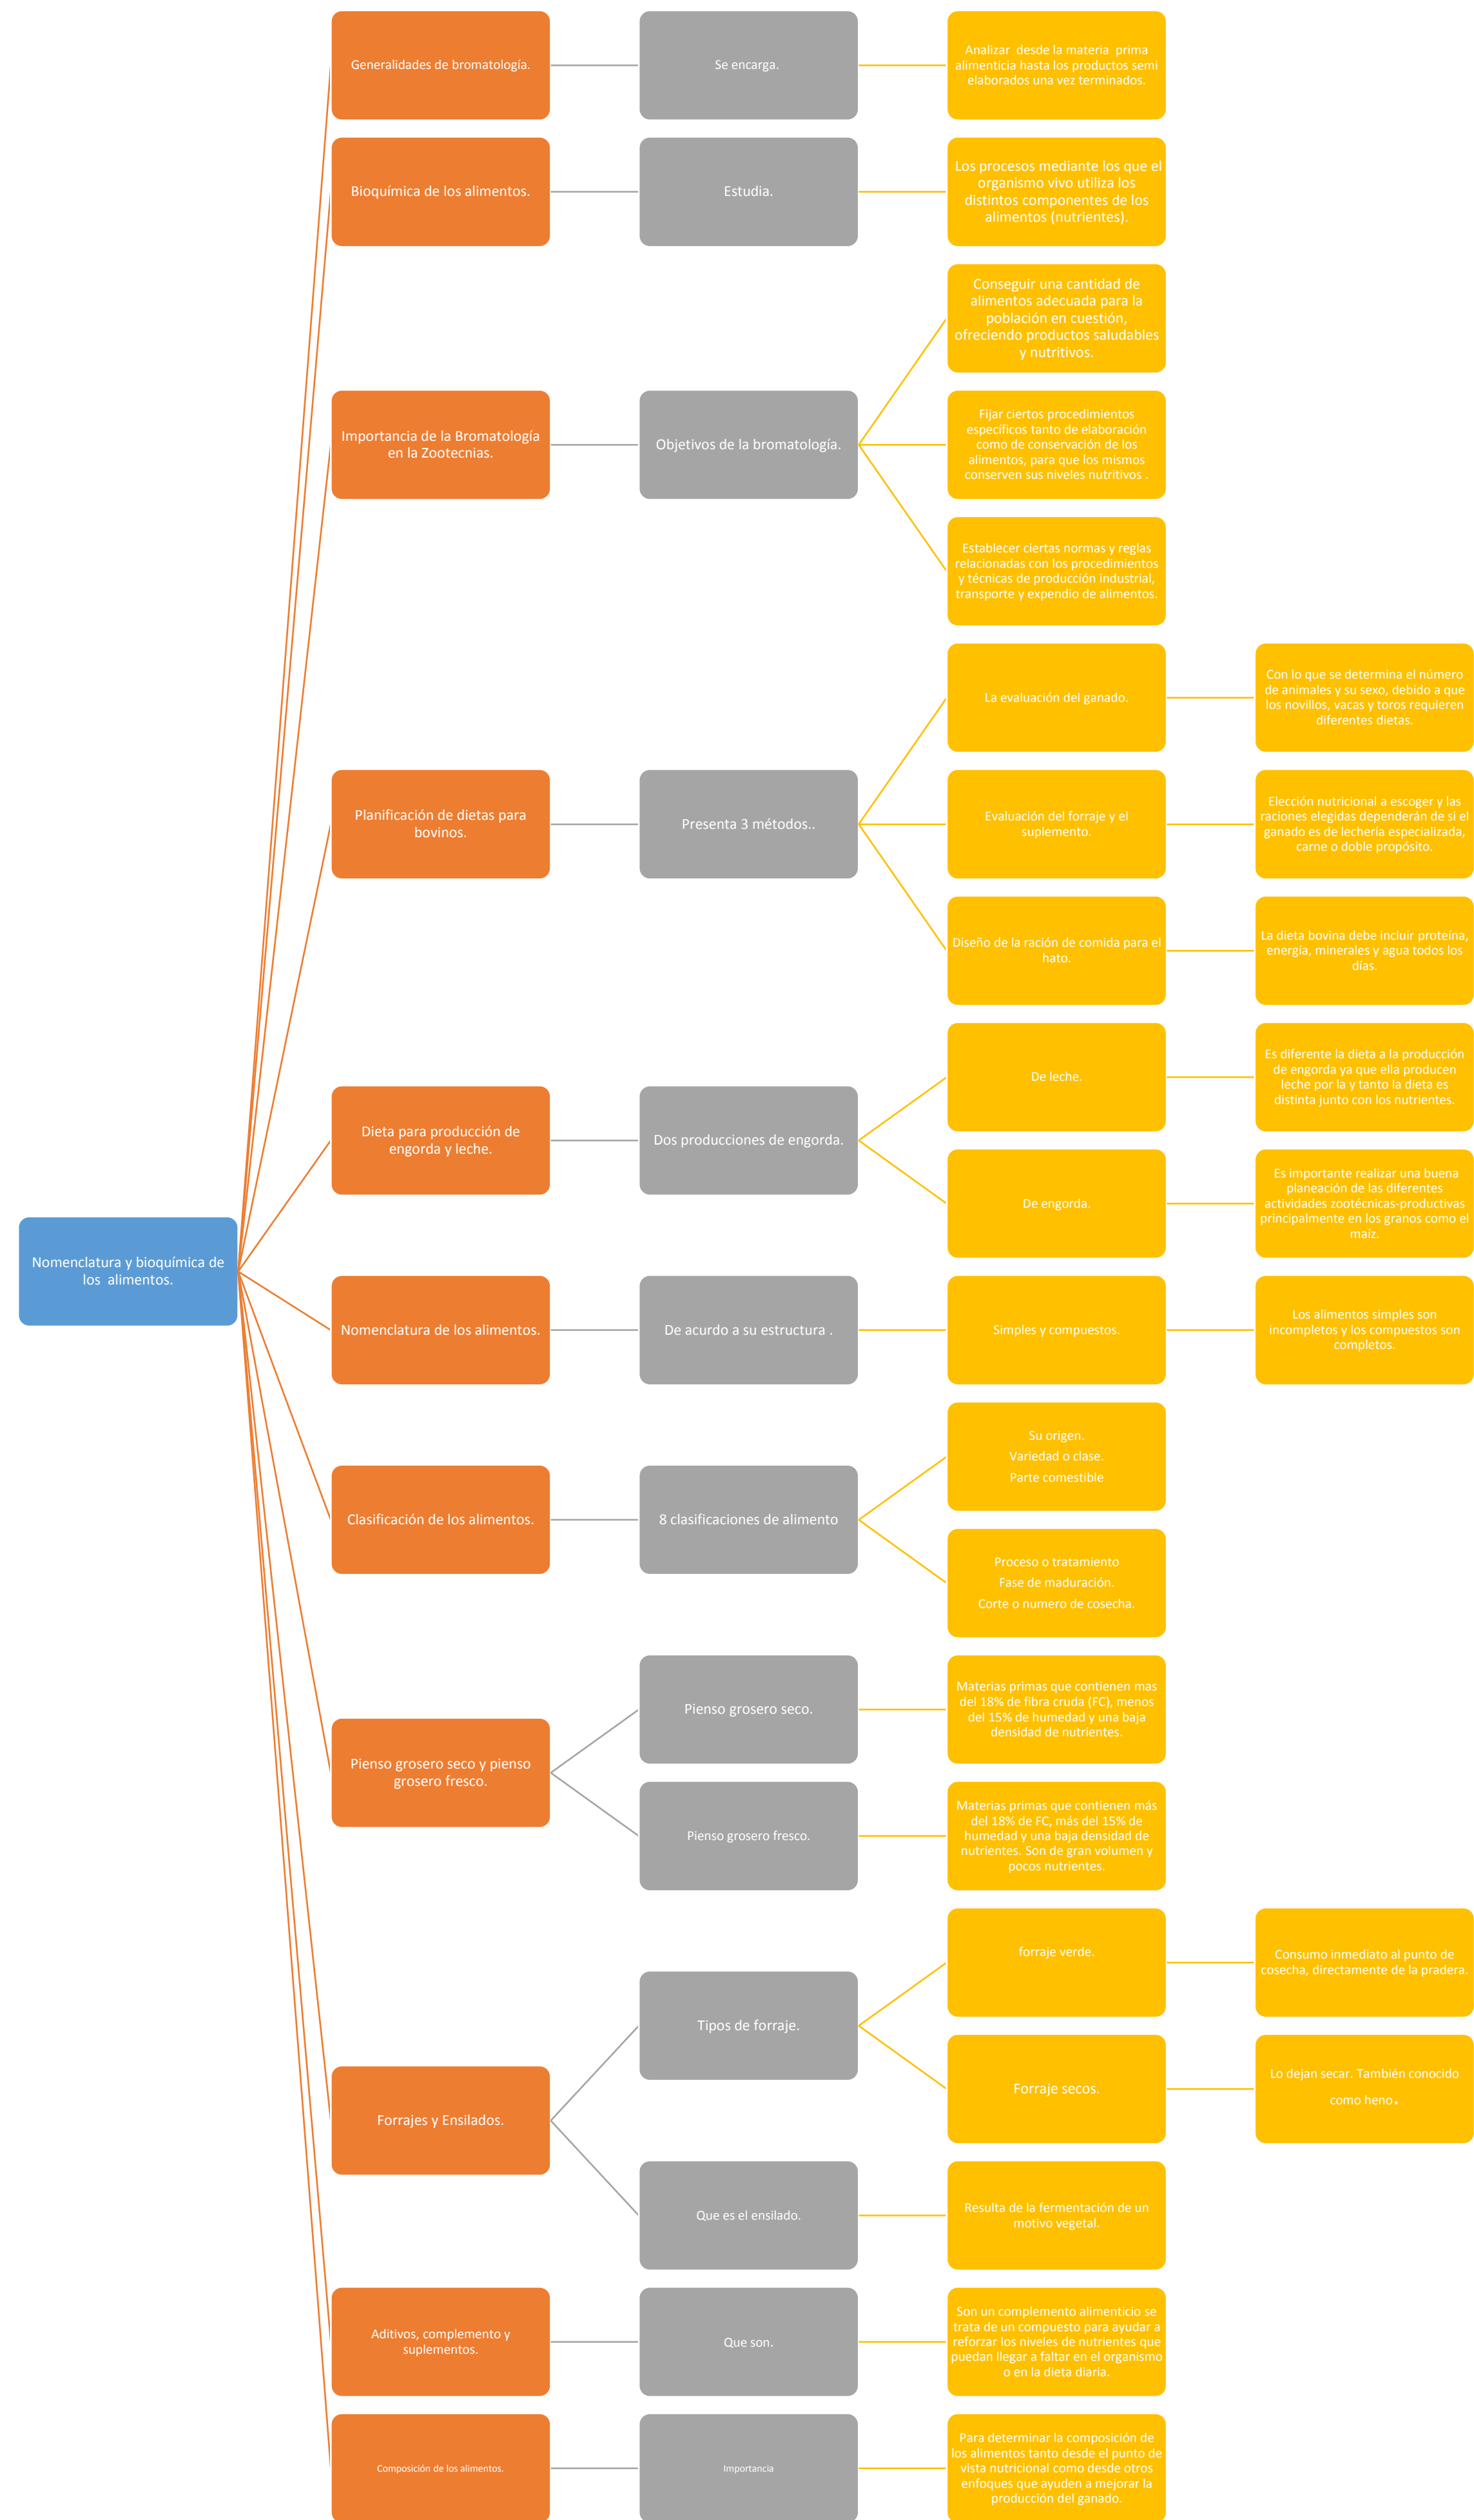 Generalidades de bromatología.
Se encarga.
Analizar desde la materia prima
alimenticia hasta los productos semi
elaborados una vez terminados.
Bioquímica de los alimentos.
Estudia.
Los procesos mediante los que el
organismo vivo utiliza los
distintos componentes de los
alimentos (nutrientes).
Importancia de la Bromatología
en la Zootecnias.
Objetivos de la bromatología.
Conseguir una cantidad de
alimentos adecuada para la
población en cuestión,
ofreciendo productos saludables
y nutritivos.
Fijar ciertos procedimientos
específicos tanto de elaboración
como de conservación de los
alimentos, para que los mismos
conserven sus niveles nutritivos .
Establecer ciertas normas y reglas
relacionadas con los procedimientos
y técnicas de producción industrial,
transporte y expendio de alimentos.
Planificación de dietas para
bovinos.
Presenta 3 métodos..
La evaluación del ganado.
Con lo que se determina el número
de animales y su sexo, debido a que
los novillos, vacas y toros requieren
diferentes dietas.
Evaluación del forraje y el
suplemento.
Elección nutricional a escoger y las
raciones elegidas dependerán de si el
ganado es de lechería especializada,
carne o doble propósito.
Diseño de la ración de comida para el
hato.
La dieta bovina debe incluir proteína,
energía, minerales y agua todos los
días.
Dieta para producción de
engorda y leche.
Dos producciones de engorda.
De leche.
Es diferente la dieta a la producción
de engorda ya que ella producen
leche por la y tanto la dieta es
distinta junto con los nutrientes.
De engorda.
Es importante realizar una buena
planeación de las diferentes
actividades zootécnicas-productivas
principalmente en los granos como el
maíz.
Nomenclatura y bioquímica de
los alimentos.
Nomenclatura de los alimentos.
De acurdo a su estructura .
Simples y compuestos.
Los alimentos simples son
incompletos y los compuestos son
completos.
Clasificación de los alimentos.
8 clasificaciones de alimento
Su origen.
Variedad o clase.
Parte comestible
Proceso o tratamiento
Fase de maduración.
Corte o numero de cosecha.
Pienso grosero seco y pienso
grosero fresco.
Pienso grosero seco.
Materias primas que contienen mas
del 18% de fibra cruda (FC), menos
del 15% de humedad y una baja
densidad de nutrientes.
Pienso grosero fresco.
Materias primas que contienen más
del 18% de FC, más del 15% de
humedad y una baja densidad de
nutrientes. Son de gran volumen y
pocos nutrientes.
Forrajes y Ensilados.
Tipos de forraje.
forraje verde.
Consumo inmediato al punto de
cosecha, directamente de la pradera.
Forraje secos.
Lo dejan secar. También conocido
como heno.
Que es el ensilado.
Resulta de la fermentación de un
motivo vegetal.
Aditivos, complemento y
suplementos.
Que son.
Son un complemento alimenticio se
trata de un compuesto para ayudar a
reforzar los niveles de nutrientes que
puedan llegar a faltar en el organismo
o en la dieta diaria.
Composición de los alimentos.
Importancia
Para determinar la composición de
los alimentos tanto desde el punto de
vista nutricional como desde otros
enfoques que ayuden a mejorar la
producción del ganado.